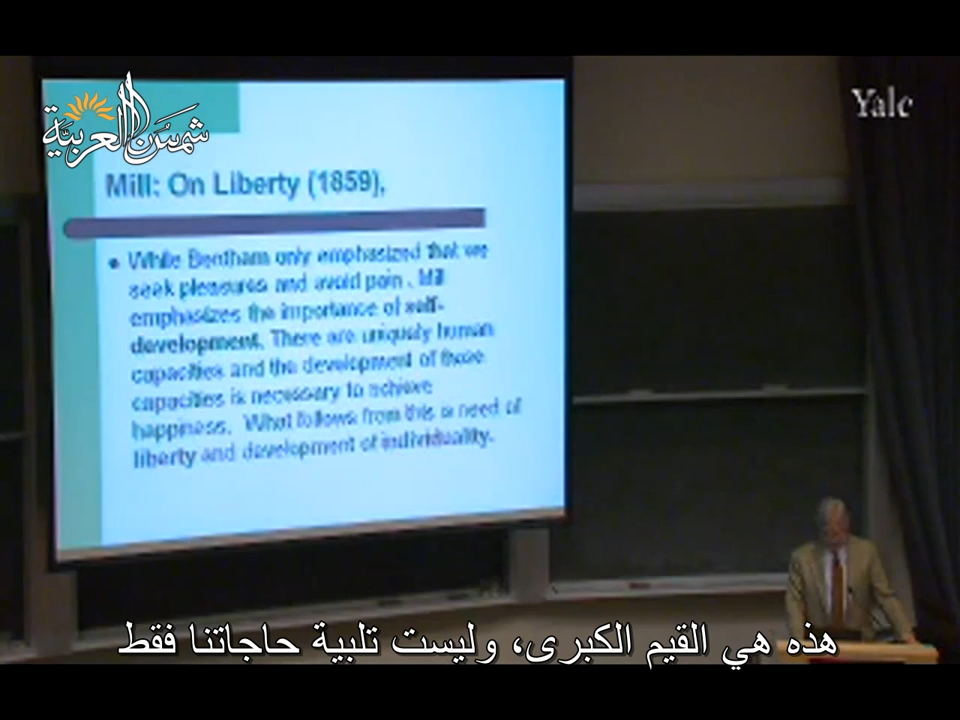 شمس العربية
Yale
Mill: On Liberty (1859),
• While Bentham only emphasized that we
seek pleasures and avoid pain . Mill
emphasizes the importance of self-
development. There are uniquely human
capacities and the development of those
capacities is necessary to achieve
happiness. What follows from this is need of
liberty and development of individuality.
هذه هي القيم الكبرى، وليست تلبية حاجاتنا فقط